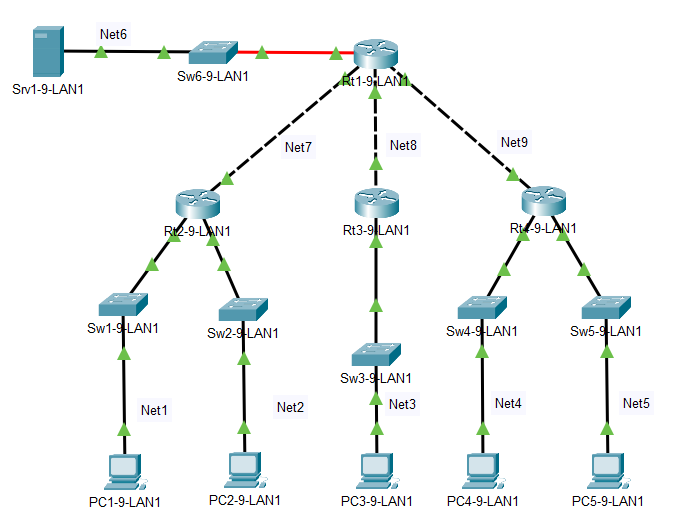 Net6
Srv1-9-LAN1
Sw6-9-LAN1
Rt1-9-LAN1
Net7
Net8
Net9
Rt2-9-LAN1
Rt3-9-LAN1
Rt4-9-LAN1
Sw1-9-LAN1
Sw2-9-LAN1
Sw4-9-LAN1
Sw5-9-LAN1
Sw3-9-LAN1
Net1
Net2
Net3
Net4
Net5
PC1-9-LAN1
PC2-9-LAN1
PC3-9-LAN1
PC4-9-LAN1
PC5-9-LAN1